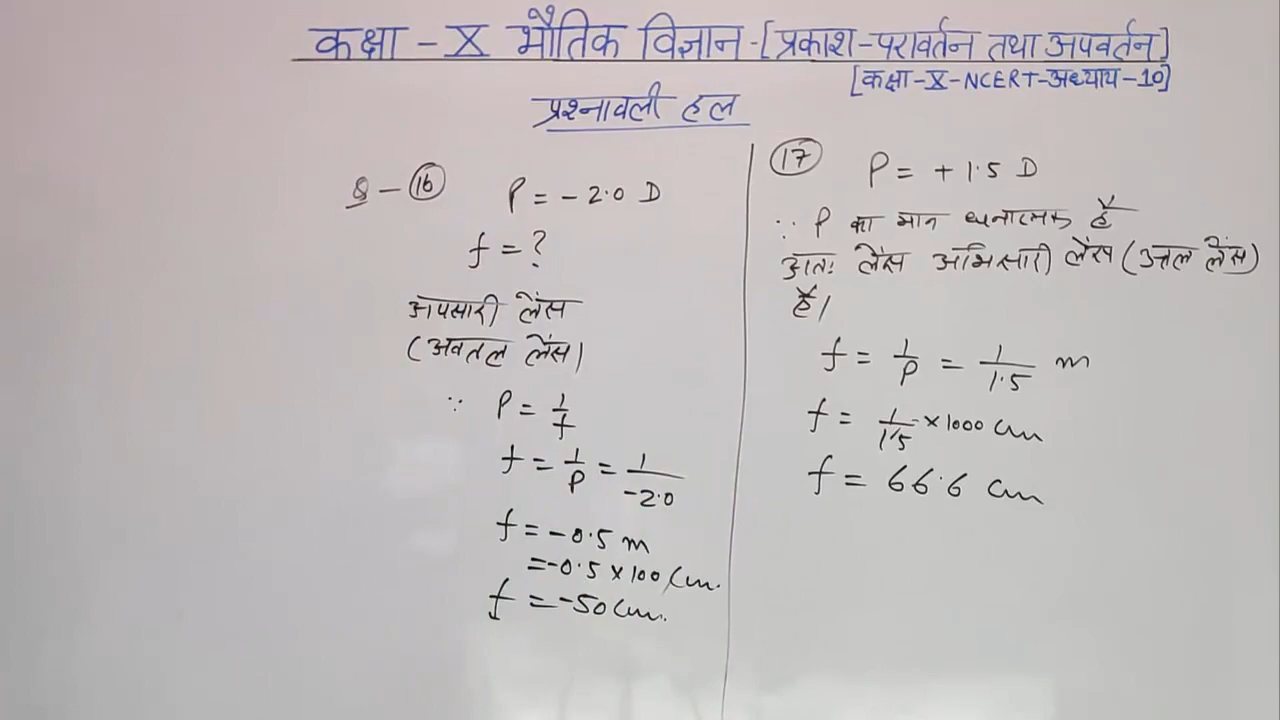 कक्षा - X भौतिक विज्ञान - [प्रकाश-परावर्तन तथा अपवर्तन]
[कक्षा-X-NCERT-अध्याय-10]
प्रश्नावली हल
Q - (16) P = - 2.0 D
f = ?
अपसारी लेंस
(अवतल लेंस)
∵ P = 1/f
f = 1/P = 1/-2.0
f = -0.5 m
= -0.5 × 100 cm.
f = -50 cm.
(17) P = + 1.5 D
∵ P का मान धनात्मक है
अतः लेंस अभिसारी लेंस (उत्तल लेंस)
है।
f = 1/P = 1/1.5 m
f = 1/1.5 × 1000 cm
f = 66.6 cm